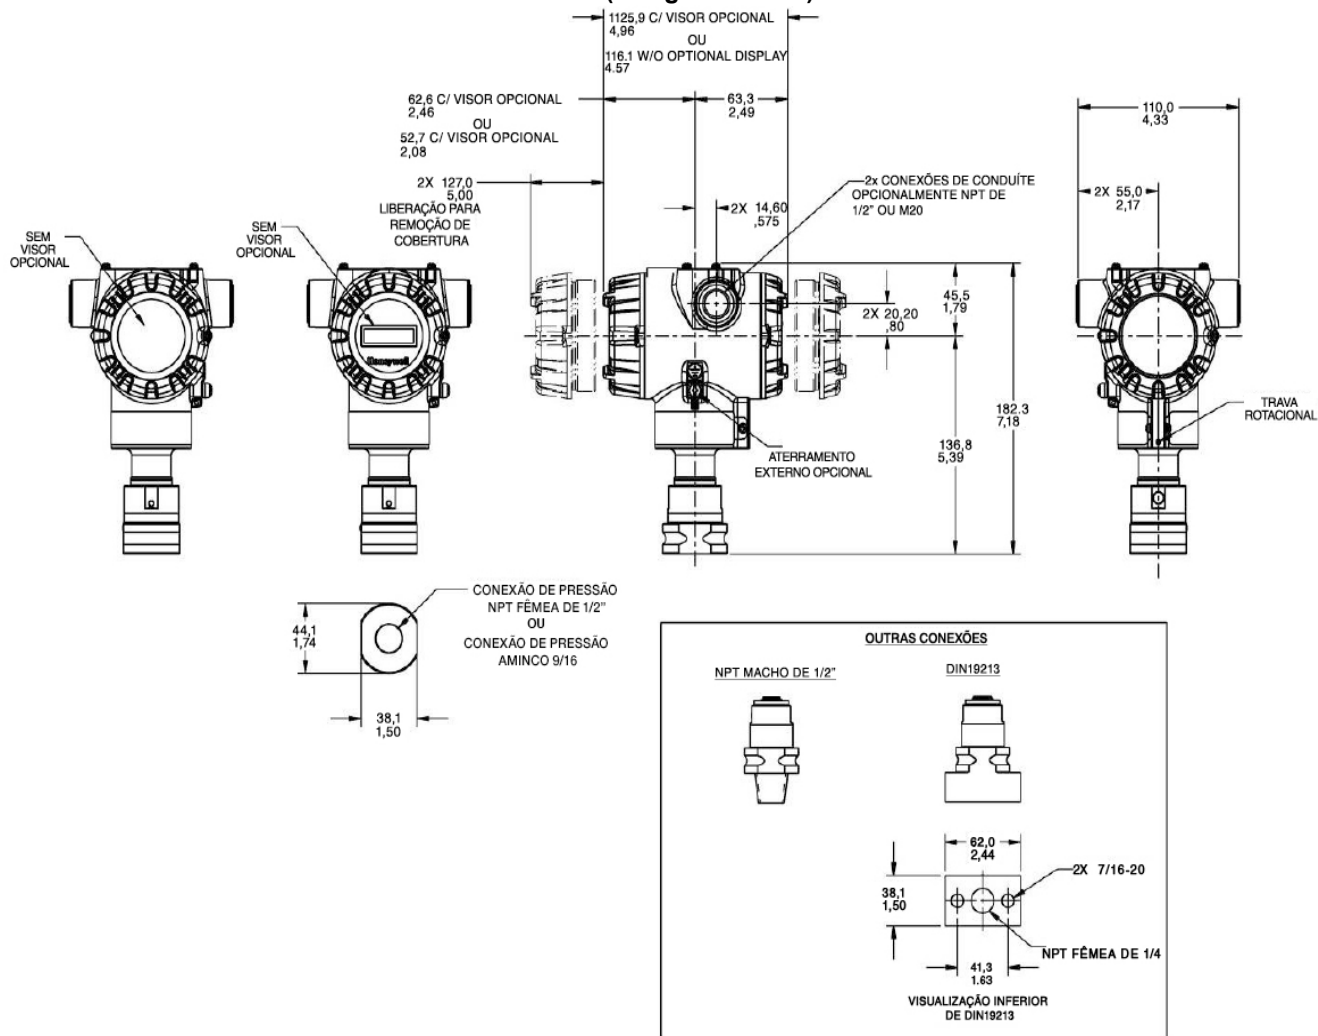 1125,9 C/ VISOR OPCIONAL
4,96
OU
116.1 W/O OPTIONAL DISPLAY
4.57
62,6 C/ VISOR OPCIONAL
2,46
OU
52,7 C/ VISOR OPCIONAL
2,08
63,3
2,49
110,0
4,33
2X 127,0
5,00
LIBERAÇÃO PARA
REMOÇÃO DE
COBERTURA
2X 14,60
,575
2x CONEXÕES DE CONDUÍTE
OPCIONALMENTE NPT DE
1/2" OU M20
2X 55,0
2,17
SEM
VISOR
OPCIONAL
SEM
VISOR
OPCIONAL
Honeywell
2X 20,20
,80
45,5
1,79
182.3
7,18
136,8
5,39
TRAVA
ROTACIONAL
ATERRAMENTO
EXTERNO OPCIONAL
44,1
1,74
38,1
1,50
CONEXÃO DE PRESSÃO
NPT FÊMEA DE 1/2"
OU
CONEXÃO DE PRESSÃO
AMINCO 9/16
OUTRAS CONEXÕES
NPT MACHO DE 1/2"
DIN19213
62,0
2,44
2X 7/16-20
38,1
1,50
NPT FÊMEA DE 1/4
41,3
1.63
VISUALIZAÇÃO INFERIOR
DE DIN19213